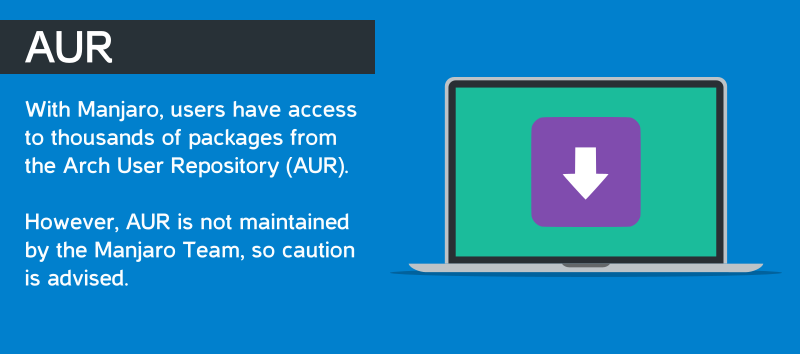 AUR
With Manjaro, users have access
to thousands of packages from
the Arch User Repository (AUR).
However, AUR is not maintained
by the Manjaro Team, so caution
is advised.